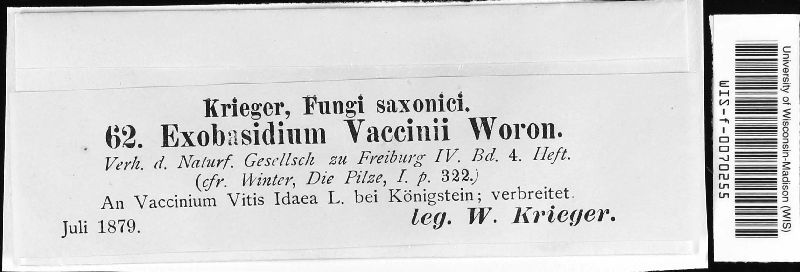 Krieger, Fungi saxonici.
62. Exobasidium Vaccinii Woron.
Verh. d. Naturf. Gesellsch zu Freiburg IV. Bd. 4. Heft.
(cfr. Winter, Die Pilze, I. p. 322.)
An Vaccinium Vitis Idaea L. bei Königstein; verbreitet.
Juli 1879. leg. W. Krieger.
University of Wisconsin-Madison (WIS)
WIS-f-0070255